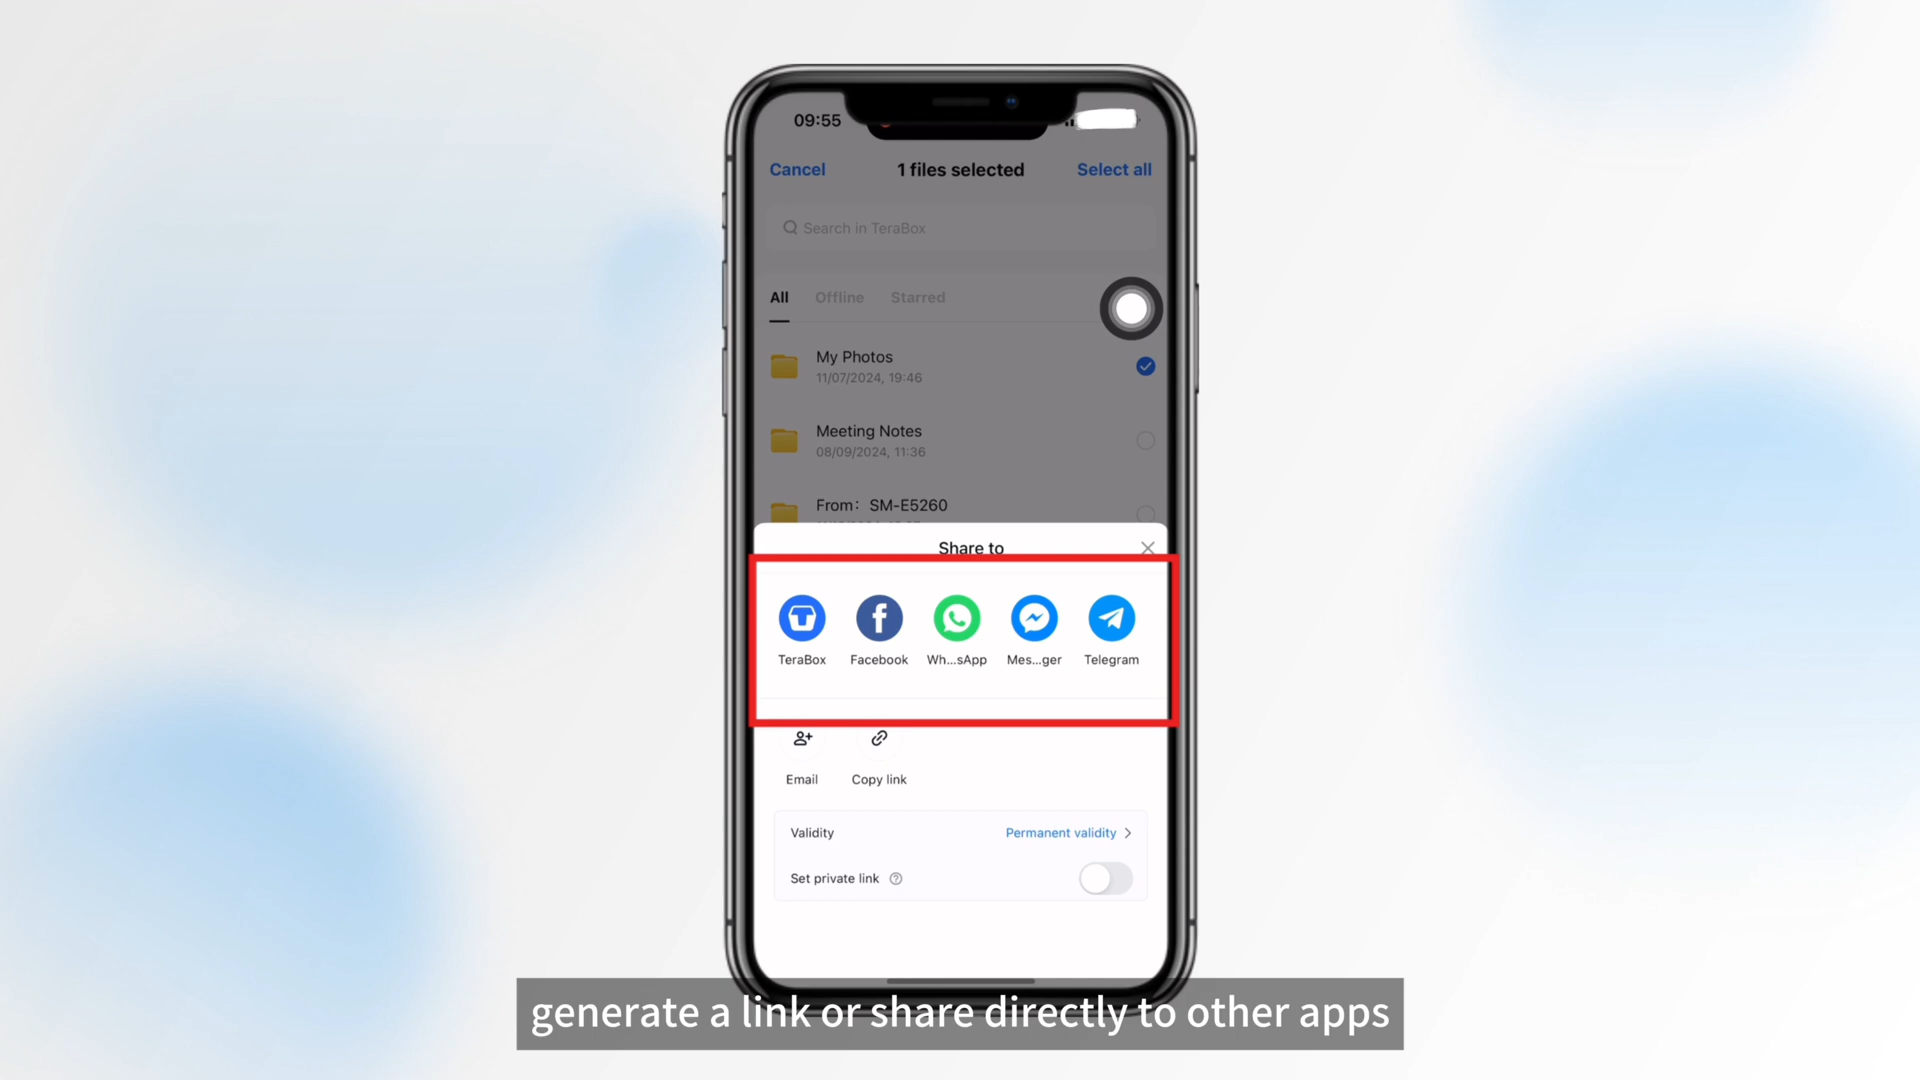 09:55
Cancel
1 files selected
Select all
Search in TeraBox
All
Offline
Starred
My Photos
11/07/2024, 19:46
Meeting Notes
08/09/2024, 11:36
From: SM-E5260
Share to
TeraBox
Facebook
Wh...sApp
Mes...ger
Telegram
Email
Copy link
Validity
Permanent validity
Set private link
generate a link or share directly to other apps